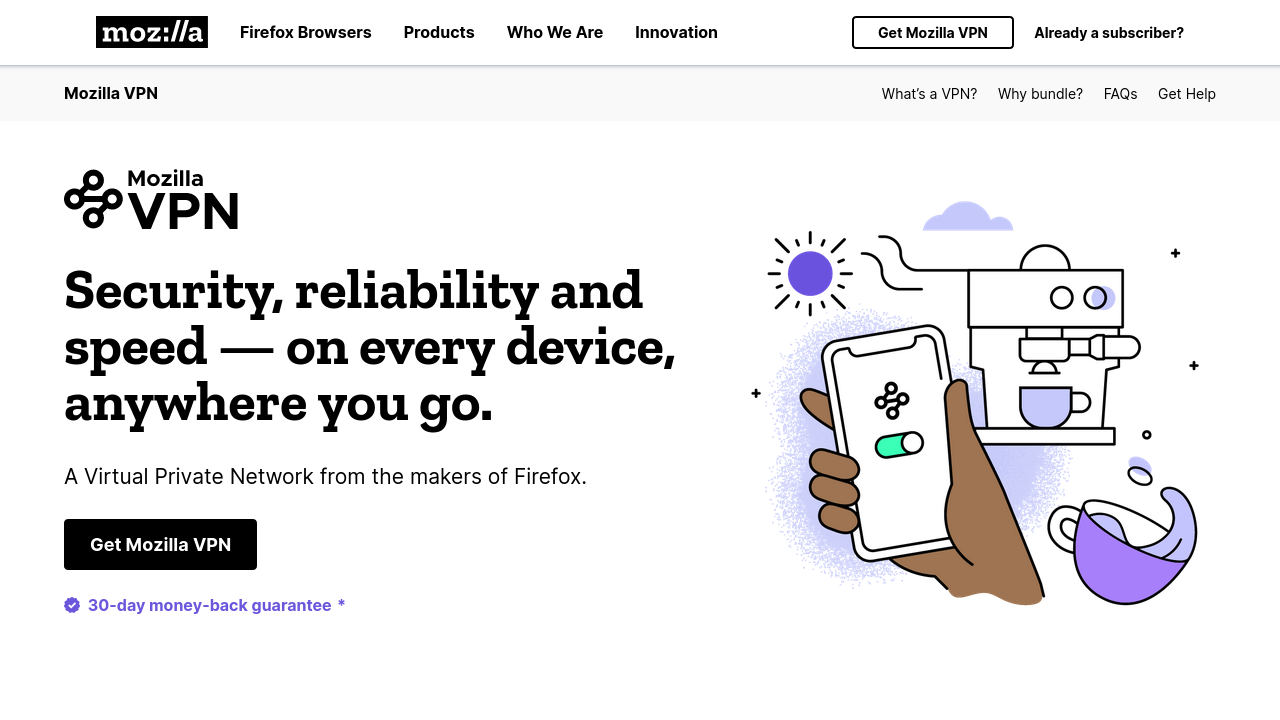 moz://a
Firefox Browsers
Products
Who We Are
Innovation
Get Mozilla VPN
Already a subscriber?
Mozilla VPN
What's a VPN?
Why bundle?
FAQs
Get Help
Mozilla
VPN
Security, reliability and
speed — on every device,
anywhere you go.
A Virtual Private Network from the makers of Firefox.
Get Mozilla VPN
30-day money-back guarantee *